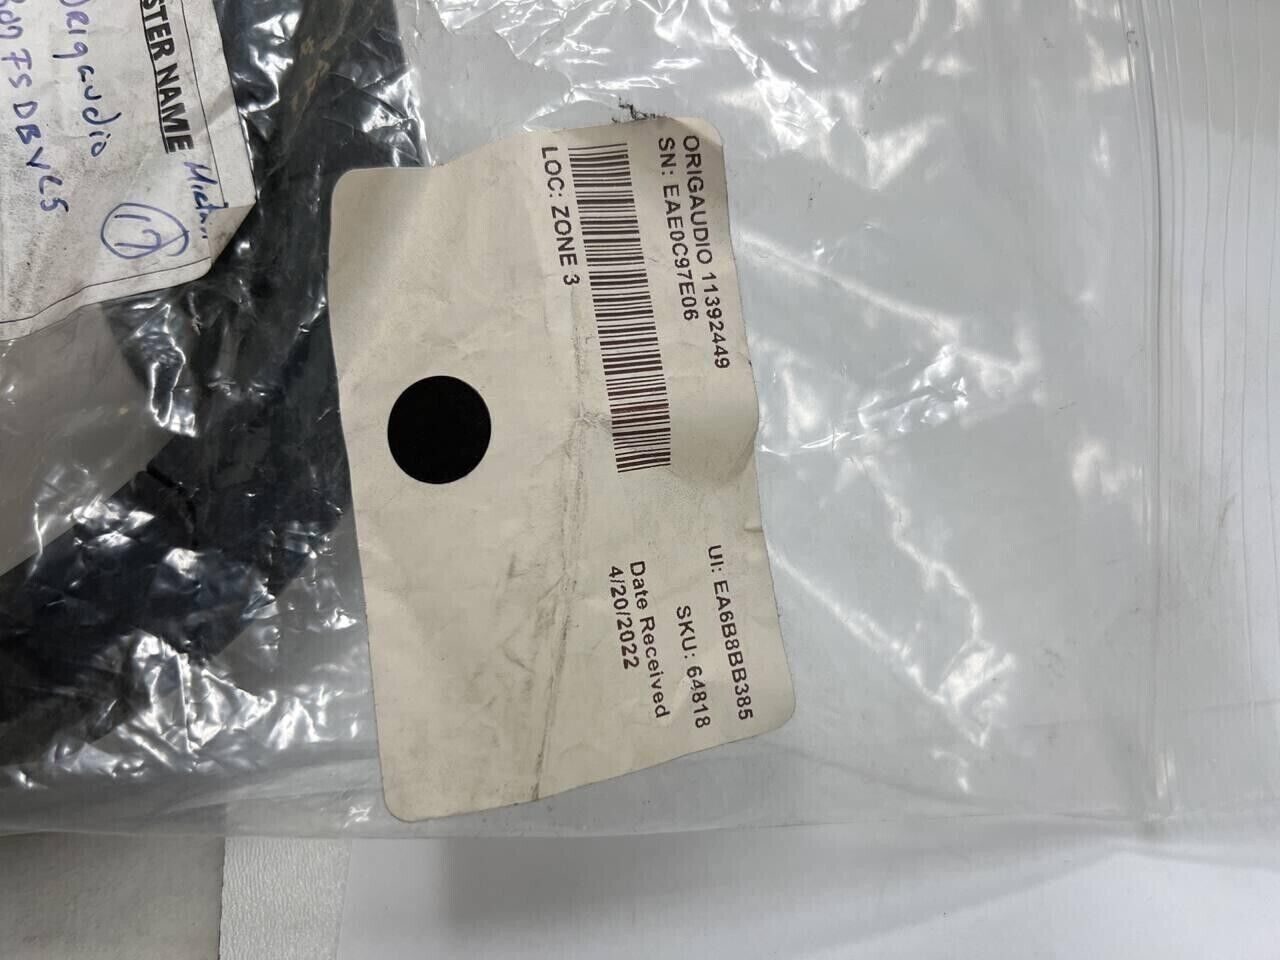 STER NAME
Origaudio
ORIGAUDIO 11392449
SN: EAE0C97E06
LOC: ZONE 3
UI: EA6B8BB385
SKU: 64818
Date Received
4/20/2022
17